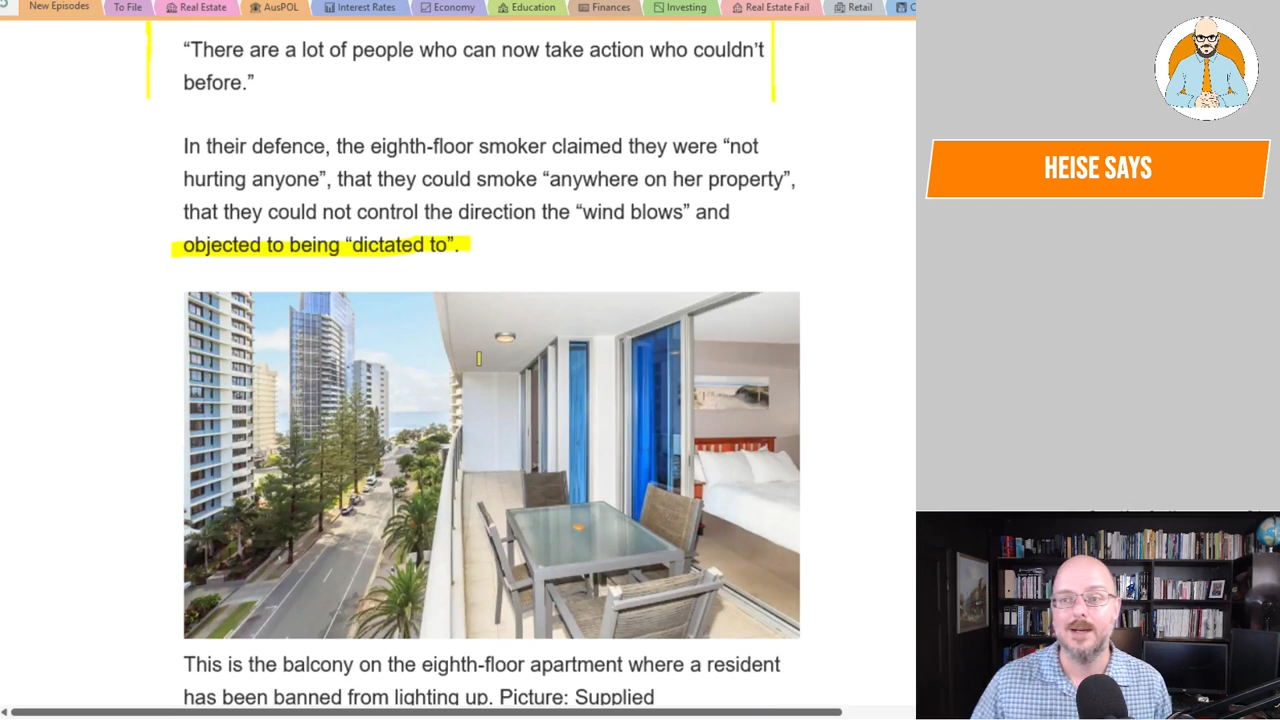 New Episodes To File Real Estate AusPOL Interest Rates Economy Education Finances Investing Real Estate Fail Retail
“There are a lot of people who can now take action who couldn’t
before.”
In their defence, the eighth-floor smoker claimed they were “not
hurting anyone”, that they could smoke “anywhere on her property”,
that they could not control the direction the “wind blows” and
objected to being “dictated to”.
This is the balcony on the eighth-floor apartment where a resident
has been banned from lighting up. Picture: Supplied
HEISE SAYS